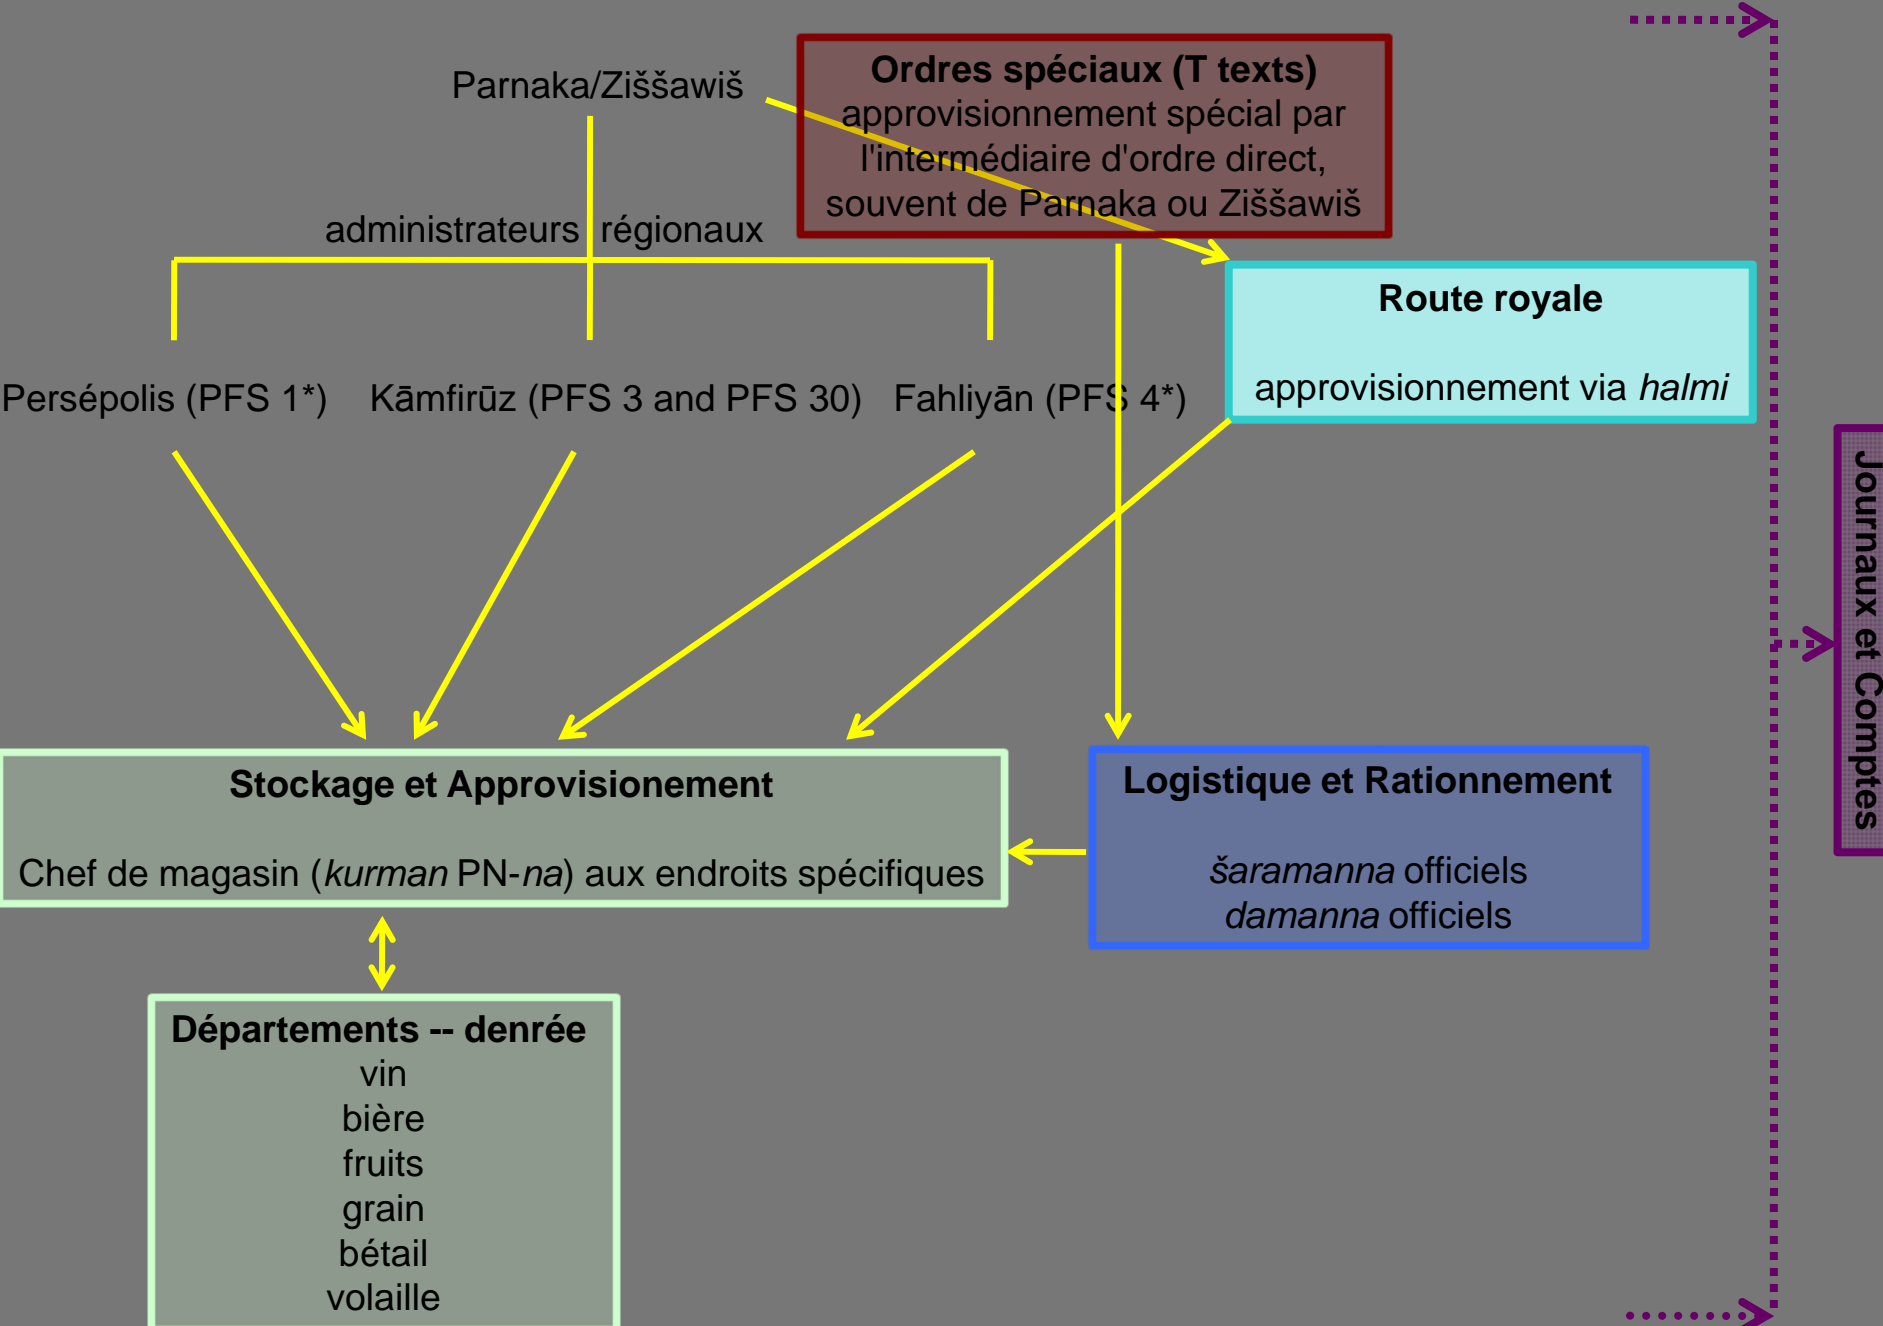 Parnaka/Ziššawiš
Ordres spéciaux (T texts)
approvisionnement spécial par
l'intermédiaire d'ordre direct,
souvent de Parnaka ou Ziššawiš
administrateurs régionaux
Route royale
approvisionnement via halmi
Persépolis (PFS 1*)
Kāmfirūz (PFS 3 and PFS 30)
Fahliyān (PFS 4*)
Journaux et Comptes
Stockage et Approvisionement
Chef de magasin (kurman PN-na) aux endroits spécifiques
Logistique et Rationnement
šaramanna officiels
damanna officiels
Départements -- denrée
vin
bière
fruits
grain
bétail
volaille